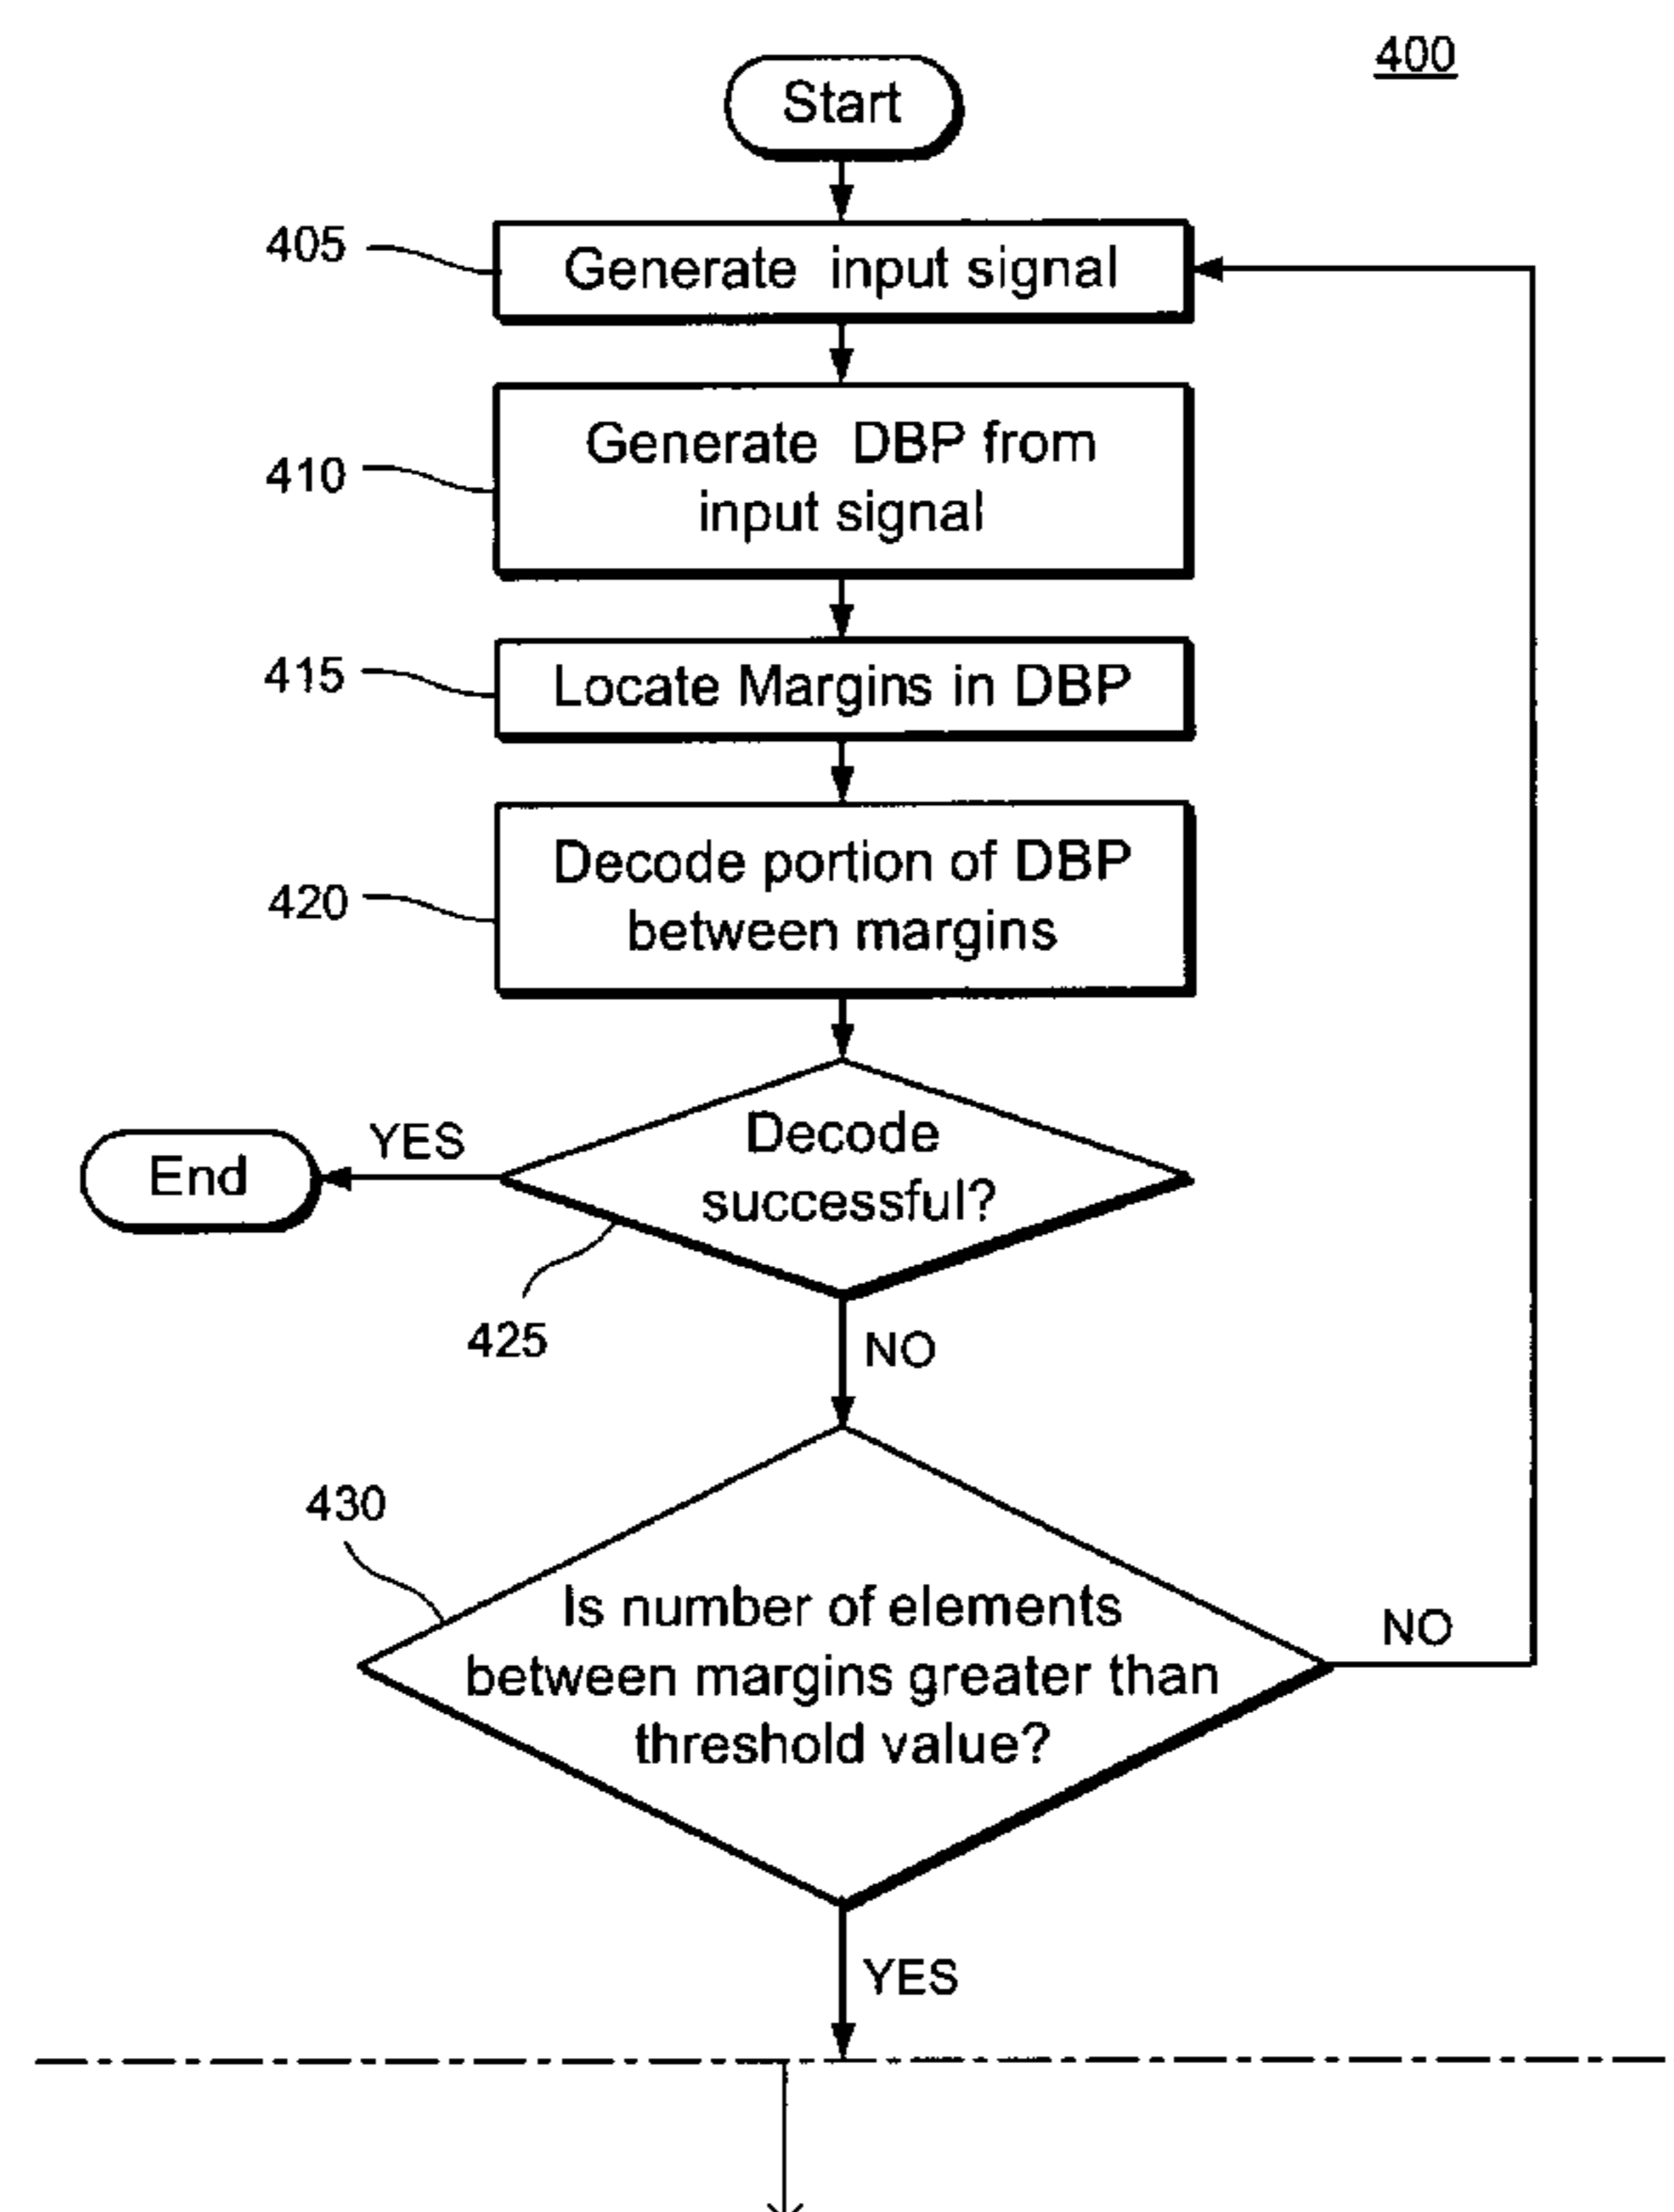 400
Start
405
Generate input signal
410
Generate DBP from
input signal
415
Locate Margins in DBP
420
Decode portion of DBP
between margins
Decode
successful?
YES
End
425
NO
430
Is number of elements
between margins greater than
threshold value?
NO
YES